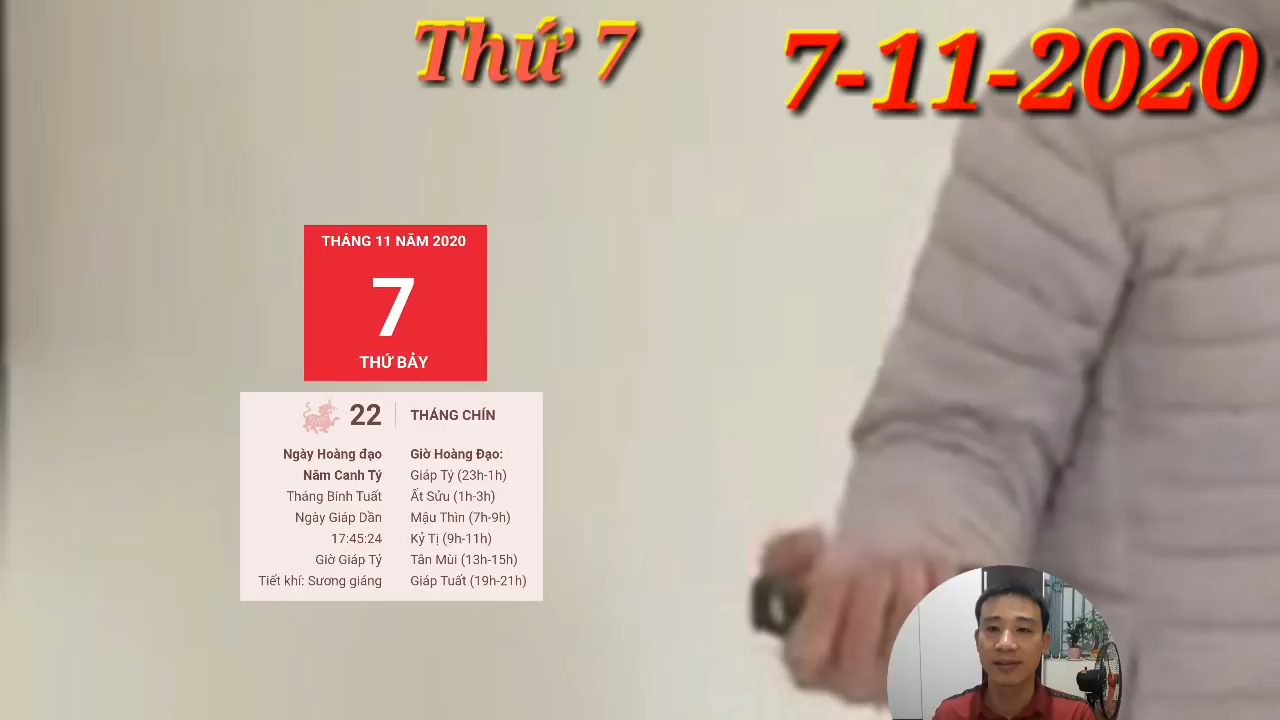 Thứ 7
7-11-2020
THÁNG 11 NĂM 2020
7
THỨ BẢY
22 THÁNG CHÍN
Ngày Hoàng đạo
Năm Canh Tý
Tháng Bính Tuất
Ngày Giáp Dần
17:45:24
Giờ Giáp Tý
Tiết khí: Sương giáng
Giờ Hoàng Đạo:
Giáp Tý (23h-1h)
Ất Sửu (1h-3h)
Mậu Thìn (7h-9h)
Kỷ Tị (9h-11h)
Tân Mùi (13h-15h)
Giáp Tuất (19h-21h)